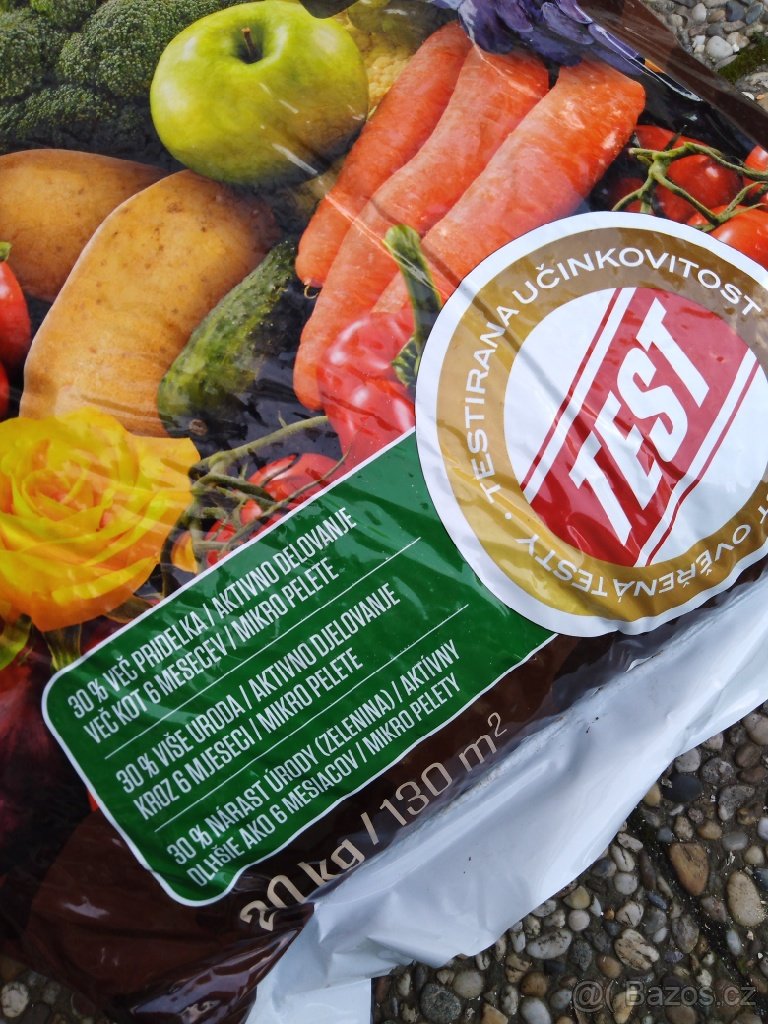 TESTIRANA UČINKOVITOST
TEST
OVĚŘENÁ TESTY
30 % VEČ PRIDELKA / AKTIVNO DELOVANJE
VEČ KOT 6 MESECEV / MIKRO PELETE
30 % VIŠE URODA / AKTIVNO DJELOVANJE
KROZ 6 MJESECI / MIKRO PELETE
30 % NÁRAST ÚRODY (ZELENINA) / AKTÍVNY
DLHŠIE AKO 6 MESIACOV / MIKRO PELETY
20 kg / 130 m²
@( Bazos.cz